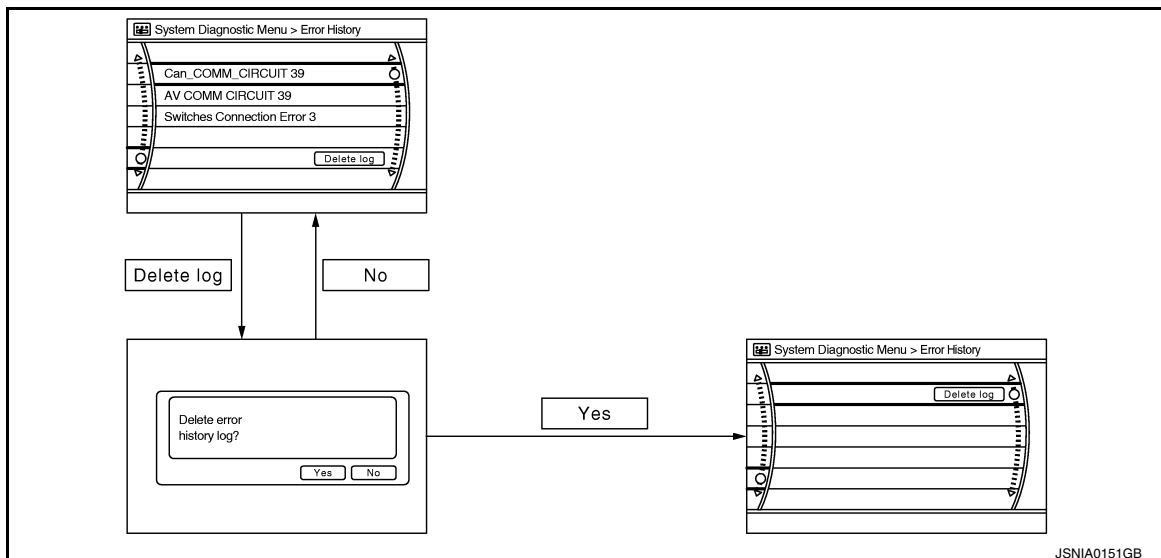 System Diagnostic Menu > Error History
Can_COMM_CIRCUIT 39
AV COMM CIRCUIT 39
Switches Connection Error 3
Delete log
Delete log
No
Delete error
history log?
Yes
No
Yes
System Diagnostic Menu > Error History
Delete log
JSNIA0151GB